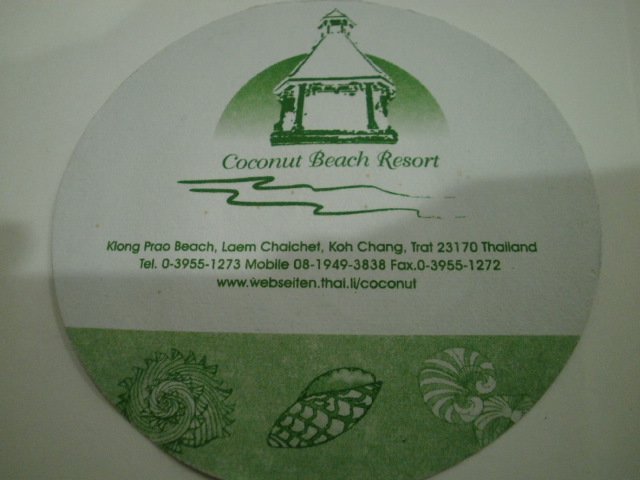 Coconut Beach Resort
Klong Prao Beach, Laem Chaichet, Koh Chang, Trat 23170 Thailand
Tel. 0-3955-1273 Mobile 08-1949-3838 Fax.0-3955-1272
www.webseiten.thai.li/coconut